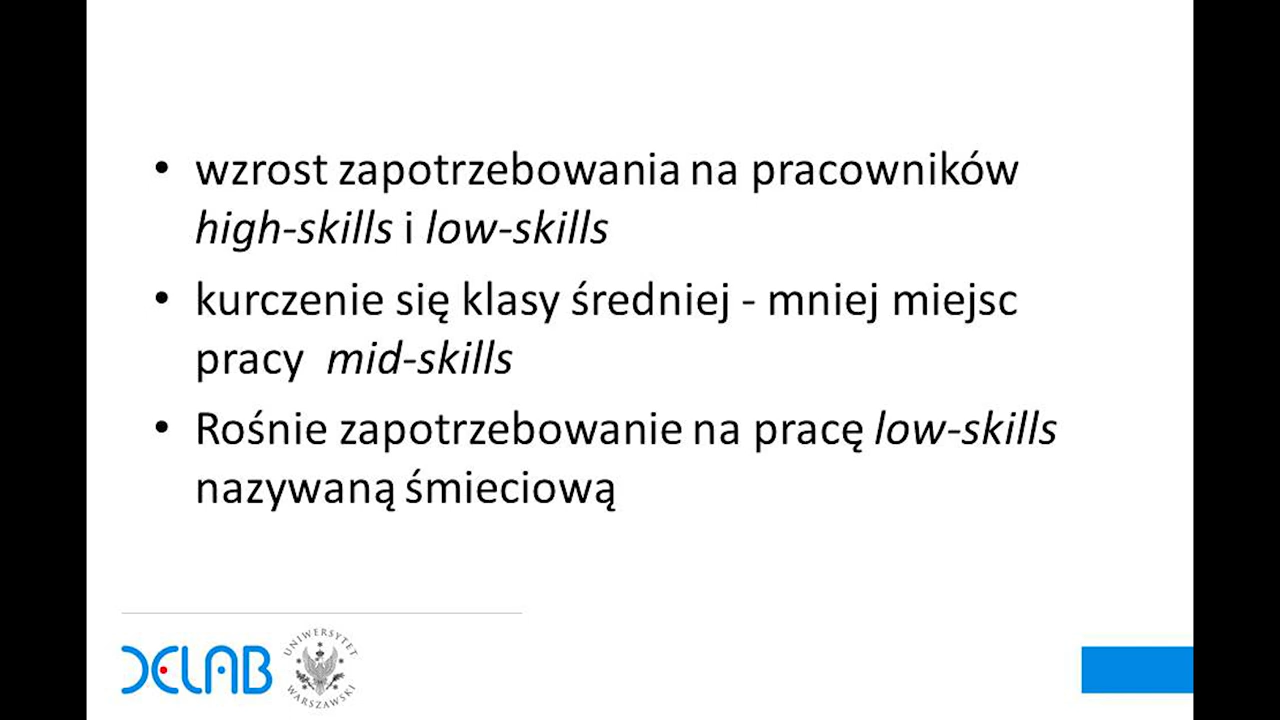 • wzrost zapotrzebowania na pracowników
high-skills i low-skills
• kurczenie się klasy średniej - mniej miejsc
pracy mid-skills
• Rośnie zapotrzebowanie na pracę low-skills
nazywaną śmieciową
DELAB
UNIWERSYTET
WARSZAWSKI